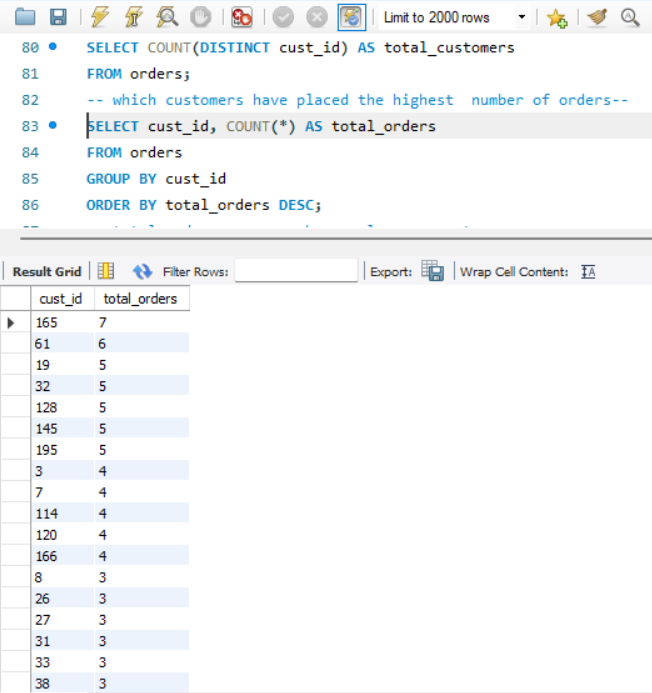 Limit to 2000 rows
80 SELECT COUNT(DISTINCT cust_id) AS total_customers
81 FROM orders;
82 -- which customers have placed the highest  number of orders--
83 SELECT cust_id, COUNT(*) AS total_orders
84 FROM orders
85 GROUP BY cust_id
86 ORDER BY total_orders DESC;
Result Grid Filter Rows: Export: Wrap Cell Content:
cust_id total_orders
165 7
61 6
19 5
32 5
128 5
145 5
195 5
3 4
7 4
114 4
120 4
166 4
8 3
26 3
27 3
31 3
33 3
38 3